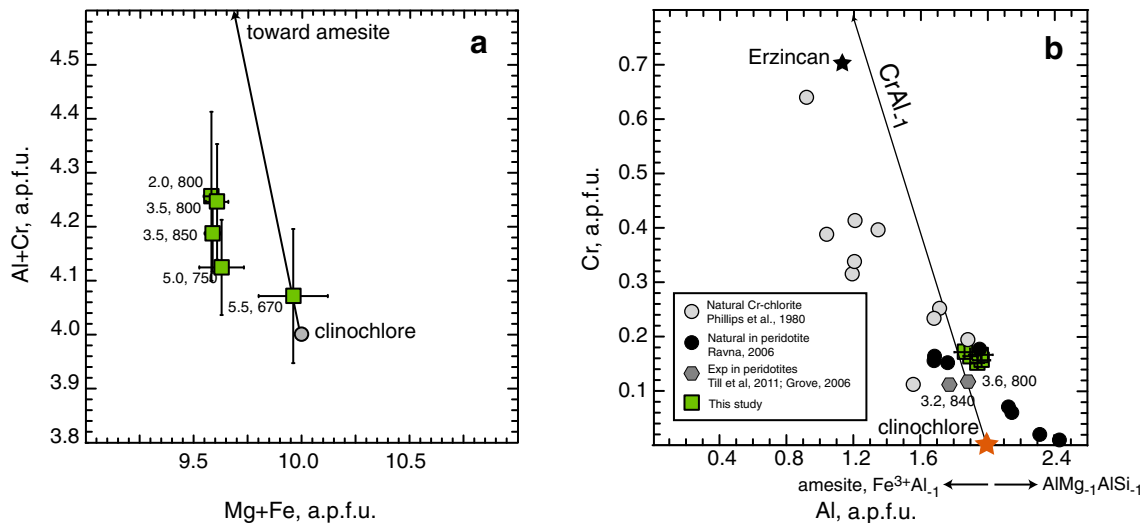 a
toward amesite
4.5
4.4
4.3
4.2
4.1
4.0
3.9
3.8
2.0, 800
3.5, 800
3.5, 850
5.0, 750
5.5, 670
clinochlore
9.5
10.0
10.5
Al+Cr, a.p.f.u.
Mg+Fe, a.p.f.u.
b
Erzincan
CrAl-1
0.7
0.6
0.5
0.4
0.3
0.2
0.1
Cr, a.p.f.u.
Natural Cr-chlorite
Phillips et al., 1980
Natural in peridotite
Ravna, 2006
Exp in peridotites
Till et al, 2011; Grove, 2006
This study
3.6, 800
3.2, 840
clinochlore
0.4
0.8
1.2
1.6
2.0
2.4
amesite, Fe3+Al-1
AlMg-1AlSi-1
Al, a.p.f.u.